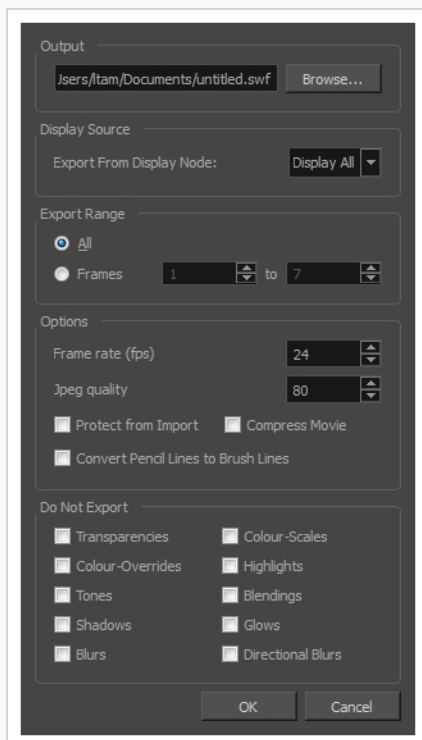 Output
Jsers/ltam/Documents/untitled.swf Browse...
Display Source
Export From Display Node: Display All
Export Range
All
Frames 1 to 7
Options
Frame rate (fps) 24
Jpeg quality 80
Protect from Import Compress Movie
Convert Pencil Lines to Brush Lines
Do Not Export
Transparencies Colour-Scales
Colour-Overrides Highlights
Tones Blendings
Shadows Glows
Blurs Directional Blurs
OK Cancel